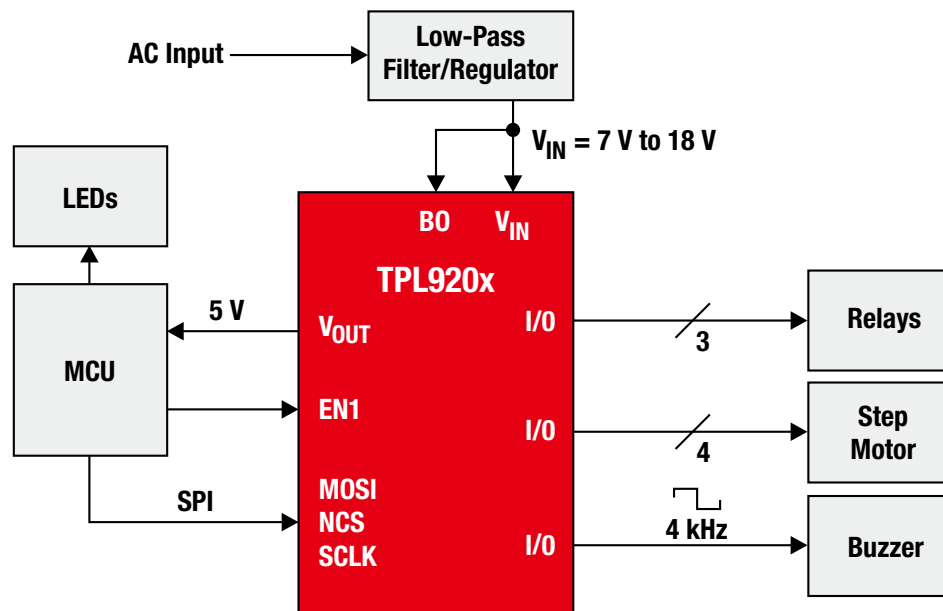 AC Input
Low-Pass
Filter/Regulator
V_IN = 7 V to 18 V
LEDs
BO
V_IN
TPL920x
5 V
V_OUT
I/O
3
Relays
MCU
EN1
I/O
4
Step
Motor
SPI
MOSI
NCS
SCLK
I/O
4 kHz
Buzzer